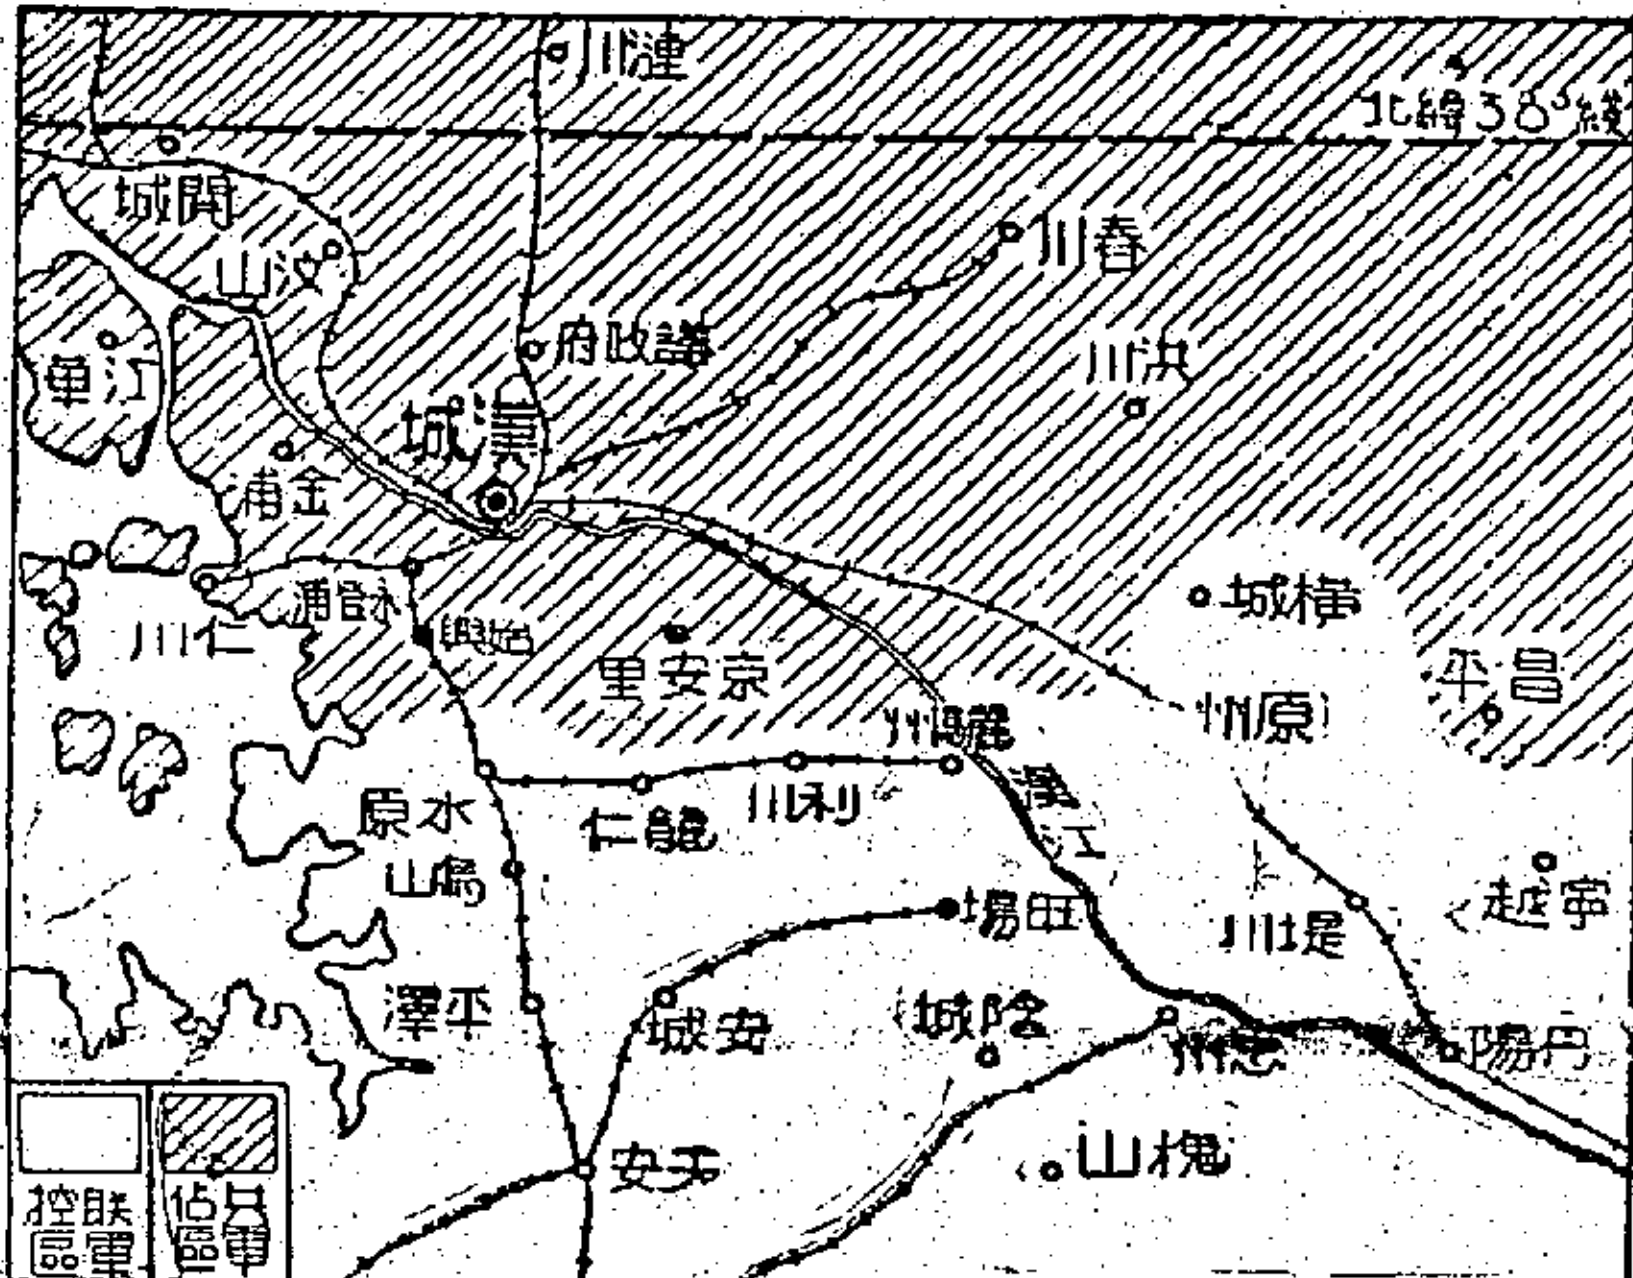 漣川
北緯38°綫
開城
春川
汶山
議政府
洪川
江華
漢城
金浦
橫城
永登浦
始興
仁川
京安里
平昌
原州
驪州
漢江
利川
龍仁
水原
烏山
寧越
旺場
堤川
平澤
安城
陰城
忠州
丹陽
槐山
天安
共軍佔區
联軍控區